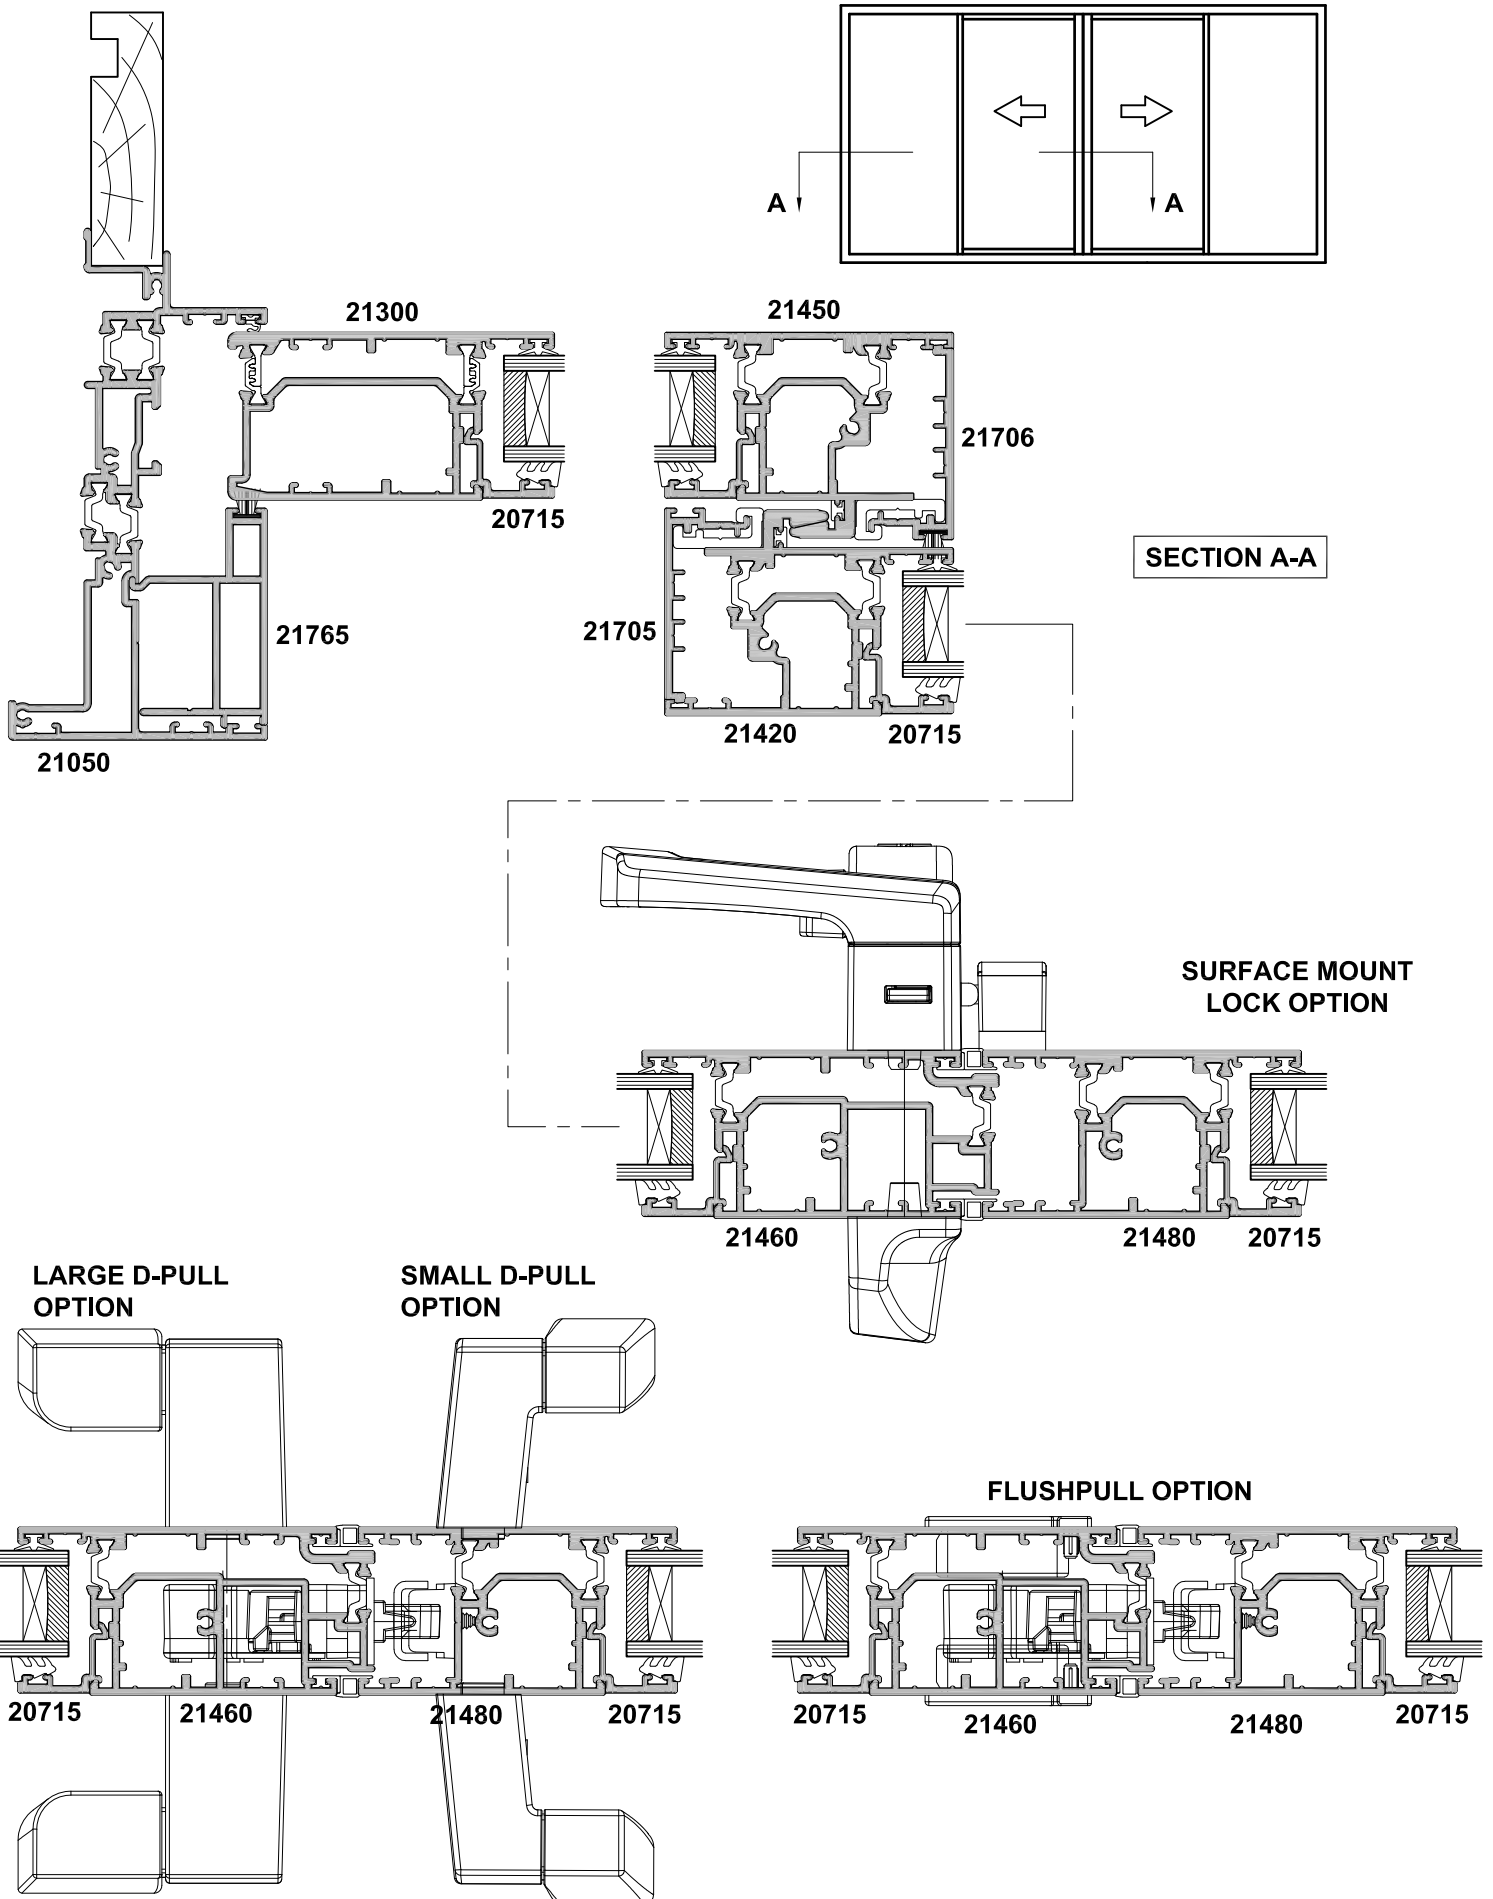 A
A
21300
21450
21706
20715
SECTION A-A
21765
21705
21420
20715
21050
SURFACE MOUNT
LOCK OPTION
21460
21480
20715
LARGE D-PULL
OPTION
SMALL D-PULL
OPTION
FLUSHPULL OPTION
20715
21460
21480
20715
20715
21460
21480
20715